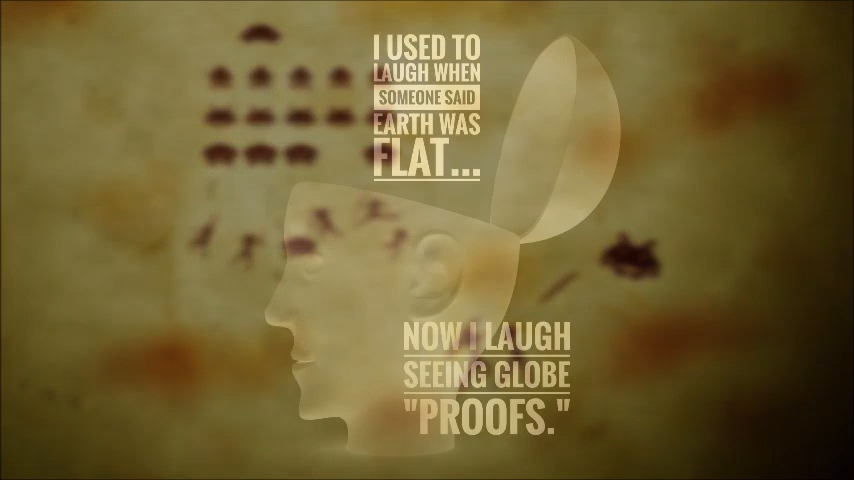 I USED TO
LAUGH WHEN
SOMEONE SAID
EARTH WAS
FLAT...
NOW I LAUGH
SEEING GLOBE
"PROOFS."